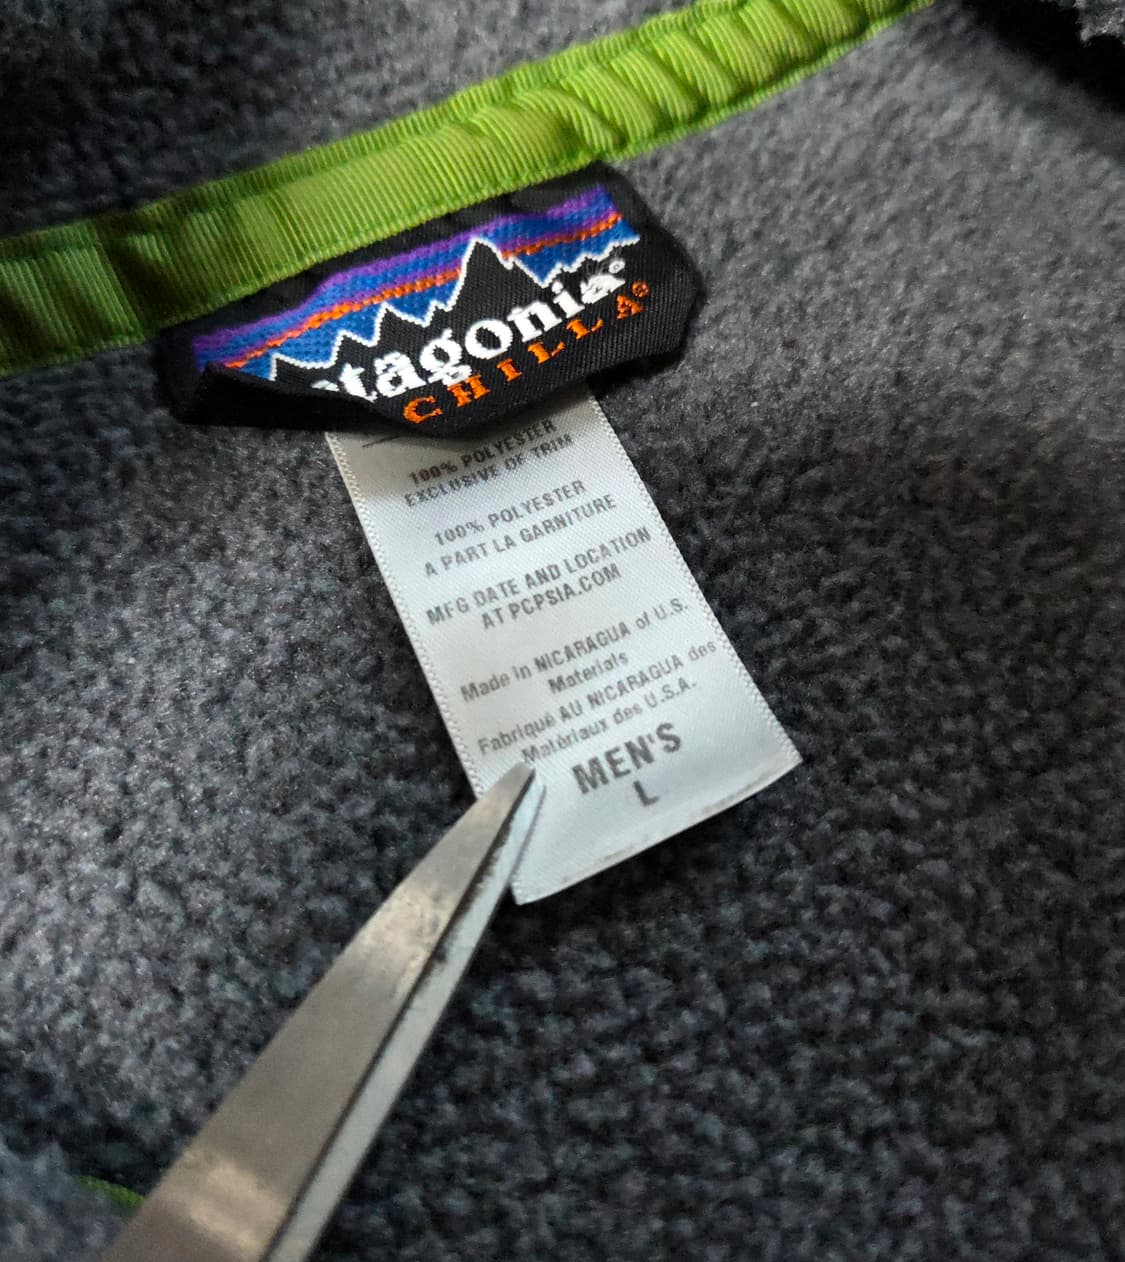 tagonia®
CHILLA®
100% POLYESTER
EXCLUSIVE OF TRIM
100% POLYESTER
A PART LA GARNITURE
MFG DATE AND LOCATION
AT PCPSIA.COM
Made in NICARAGUA of U.S.
Materials
Fabriqué AU NICARAGUA des
Matériaux des U.S.A.
MEN'S
L